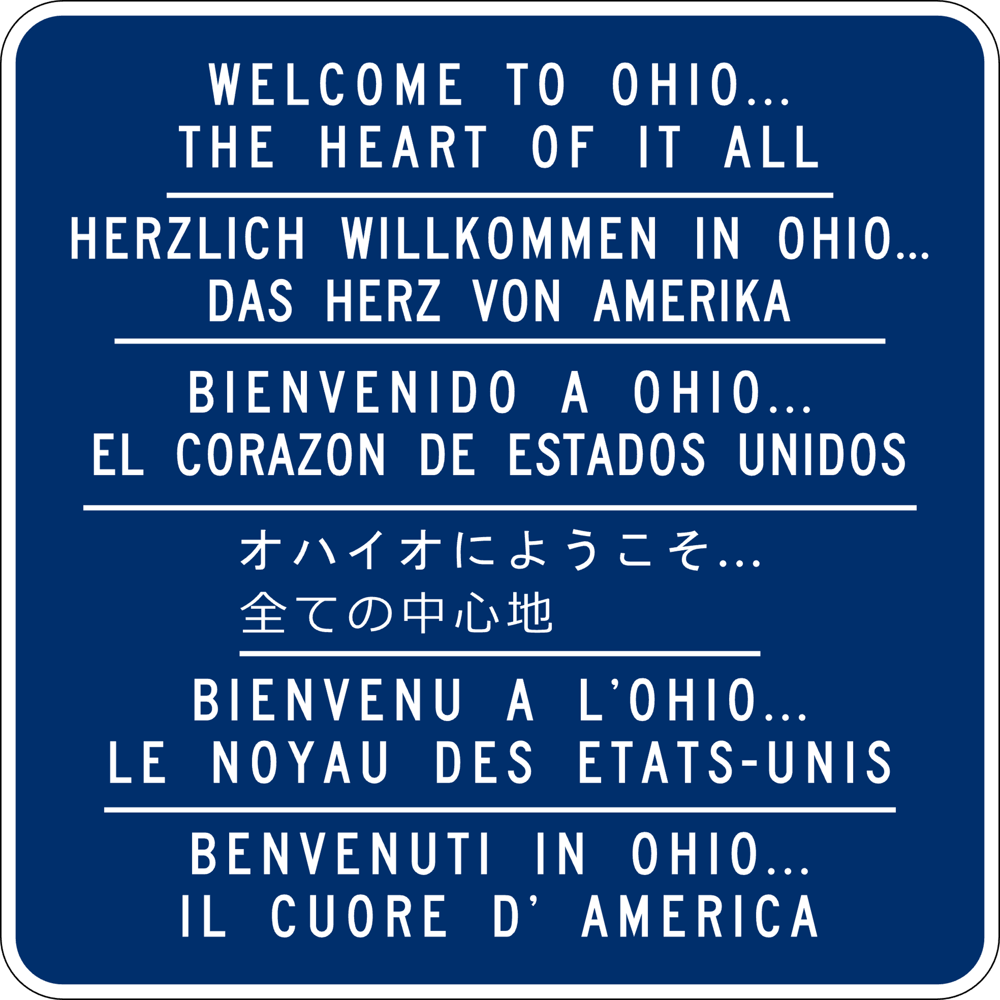 WELCOME TO OHIO...
THE HEART OF IT ALL
HERZLICH WILLKOMMEN IN OHIO...
DAS HERZ VON AMERIKA
BIENVENIDO A OHIO...
EL CORAZON DE ESTADOS UNIDOS
オハイオにようこそ...
全ての中心地
BIENVENU A L'OHIO...
LE NOYAU DES ETATS-UNIS
BENVENUTI IN OHIO...
IL CUORE D' AMERICA